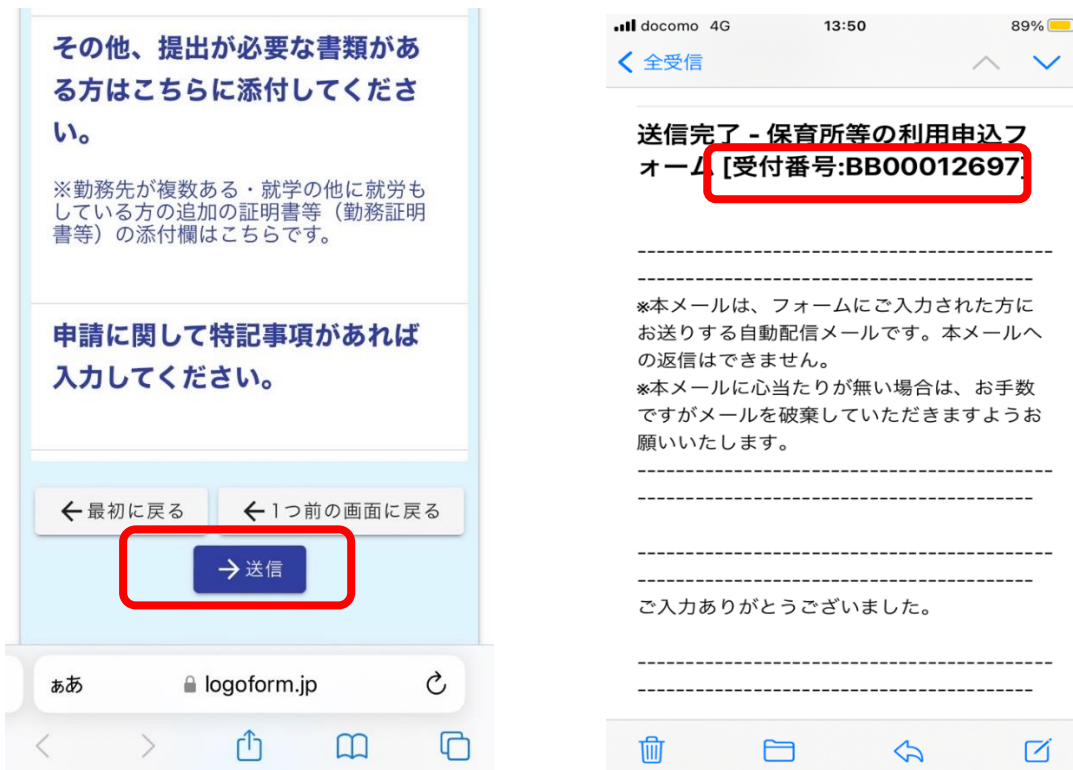 その他、提出が必要な書類があ
る方はこちらに添付してくださ
い。
※勤務先が複数ある・就学の他に就労も
している方の追加の証明書等（勤務証明
書等）の添付欄はこちらです。
申請に関して特記事項があれば
入力してください。
←最初に戻る
←1つ前の画面に戻る
→送信
ぁあ
logoform.jp
docomo 4G
13:50
89%
全受信
送信完了 - 保育所等の利用申込フ
ォーム [受付番号:BB00012697]
------------------------------------------
----------------------------------------
※本メールは、フォームにご入力された方に
お送りする自動配信メールです。本メールへ
の返信はできません。
※本メールに心当たりが無い場合は、お手数
ですがメールを破棄していただきますようお
願いいたします。
------------------------------------------
----------------------------------------
------------------------------------------
----------------------------------------
ご入力ありがとうございました。
------------------------------------------
----------------------------------------